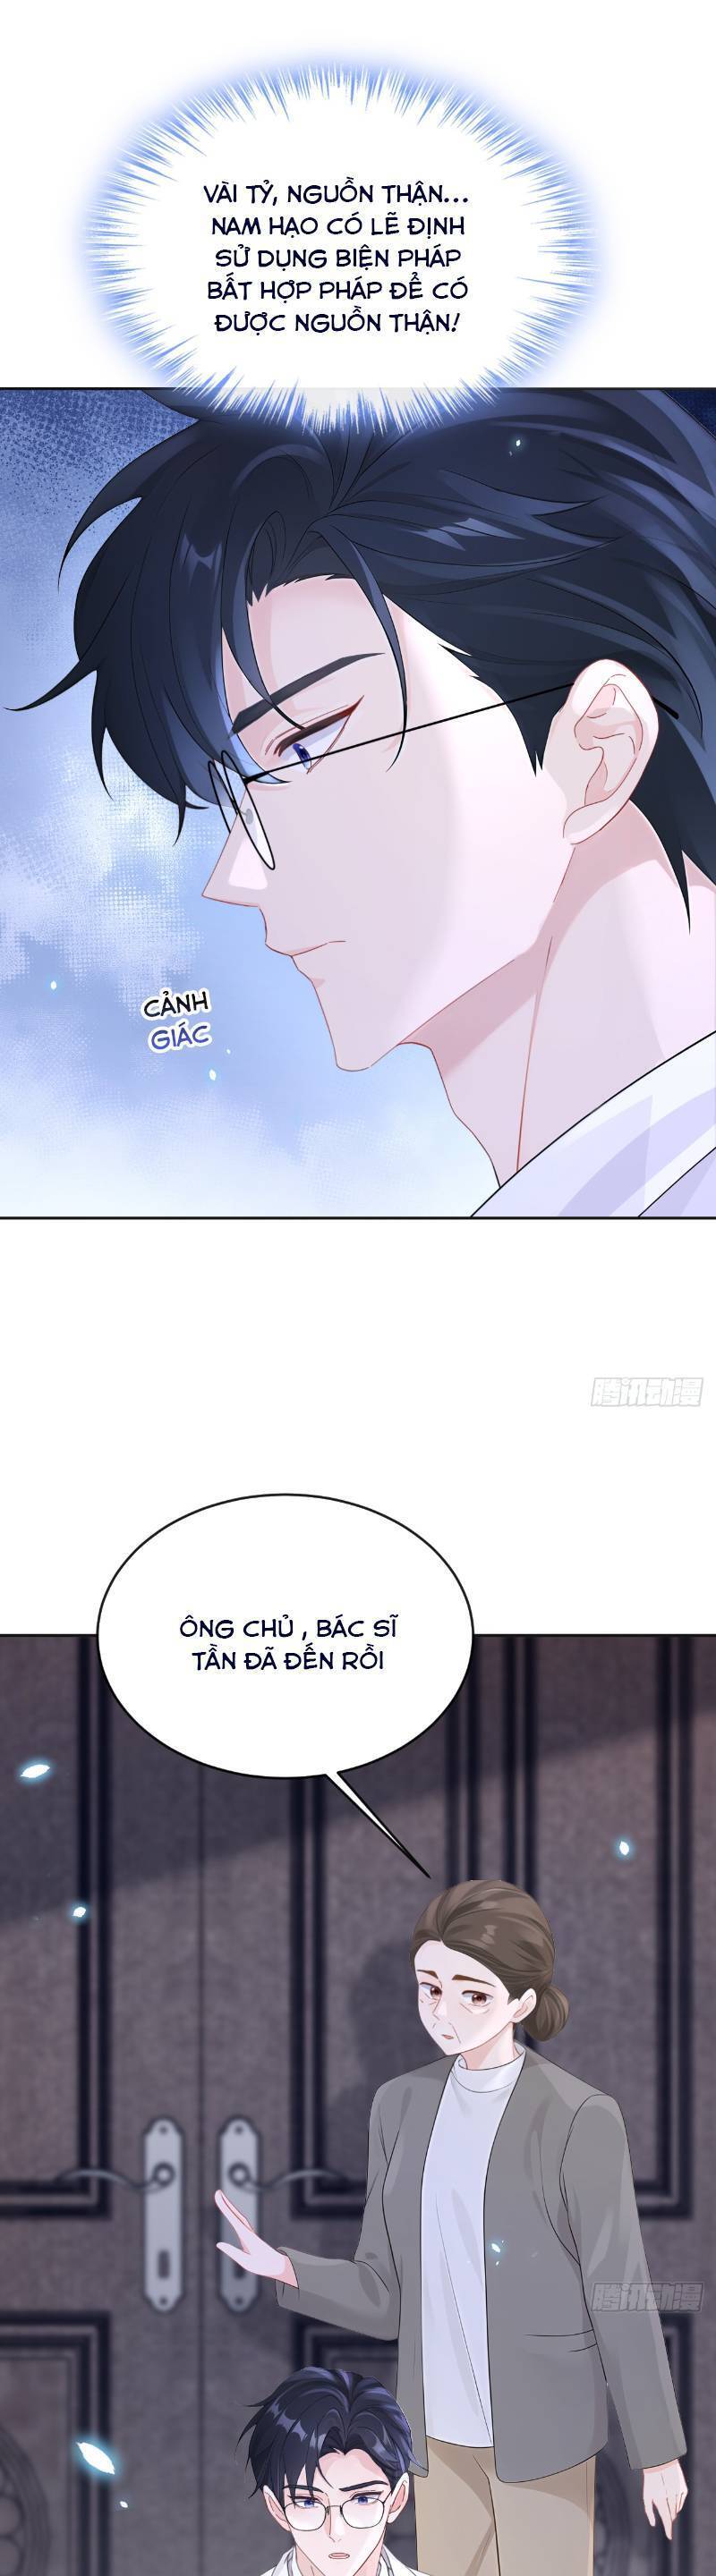 VÀI TỶ, NGUỒN THẬN...
NAM HẠO CÓ LẼ ĐỊNH
SỬ DỤNG BIỆN PHÁP
BẤT HỢP PHÁP ĐỂ CÓ
ĐƯỢC NGUỒN THẬN!
CẢNH
GIÁC
腾讯动漫
ÔNG CHỦ , BÁC SĨ
TẦN ĐÃ ĐẾN RỒI
腾讯动漫